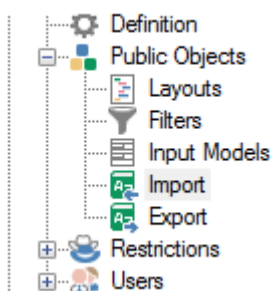 Definition
Public Objects
Layouts
Filters
Input Models
Import
Export
Restrictions
Users